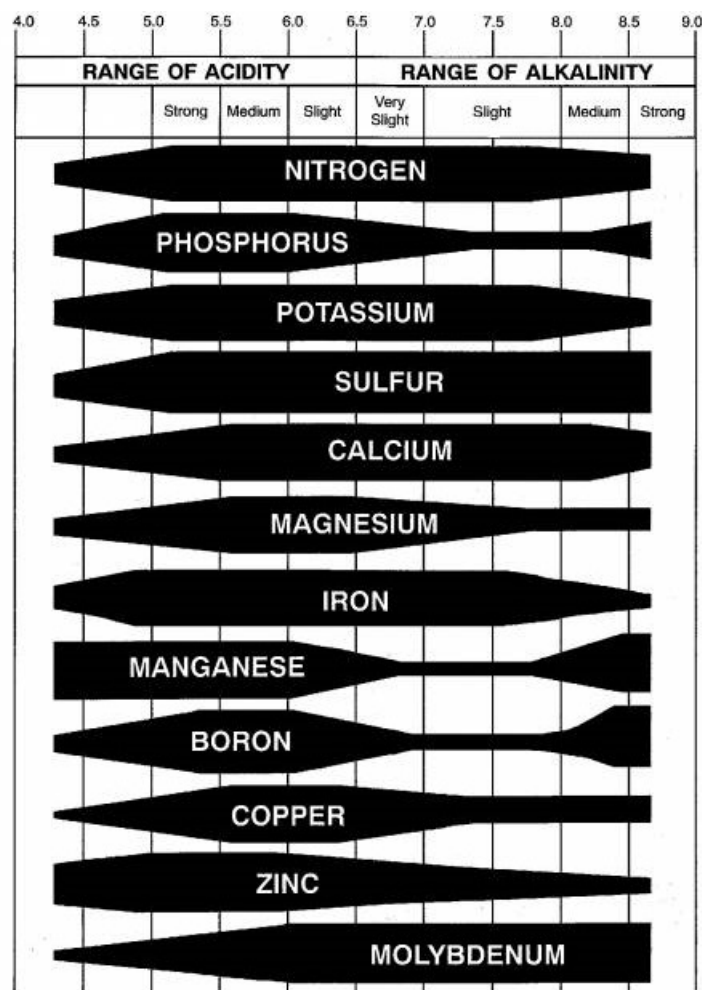 4.0 4.5 5.0 5.5 6.0 6.5 7.0 7.5 8.0 8.5 9.0
RANGE OF ACIDITY RANGE OF ALKALINITY
Strong Medium Slight Very Slight Slight Medium Strong
NITROGEN
PHOSPHORUS
POTASSIUM
SULFUR
CALCIUM
MAGNESIUM
IRON
MANGANESE
BORON
COPPER
ZINC
MOLYBDENUM